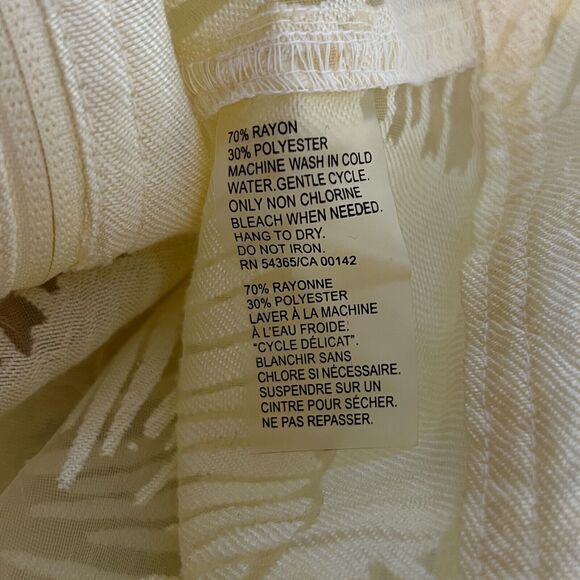 70% RAYON
30% POLYESTER
MACHINE WASH IN COLD
WATER.GENTLE CYCLE.
ONLY NON CHLORINE
BLEACH WHEN NEEDED.
HANG TO DRY.
DO NOT IRON.
RN 54365/CA 00142
70% RAYONNE
30% POLYESTER
LAVER À LA MACHINE
À L'EAU FROIDE;
"CYCLE DÉLICAT".
BLANCHIR SANS
CHLORE SI NÉCESSAIRE.
SUSPENDRE SUR UN
CINTRE POUR SÉCHER.
NE PAS REPASSER.